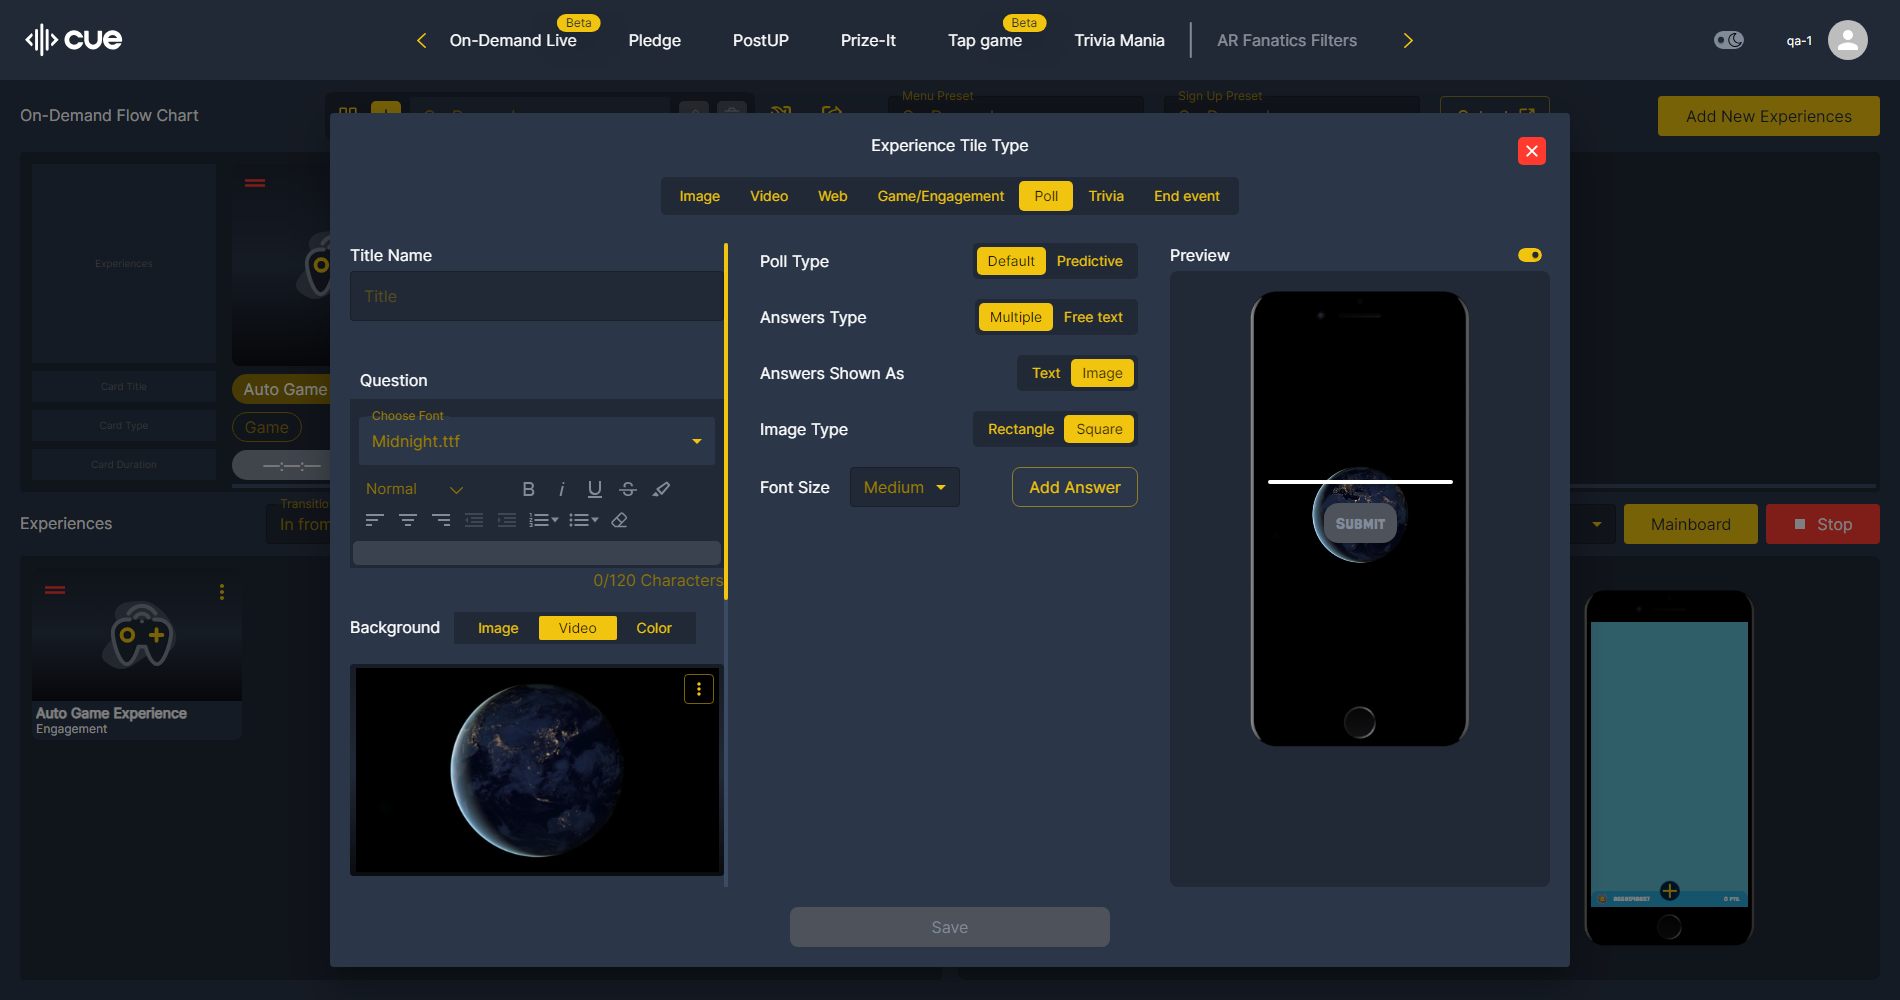 cue
On-Demand Live
Beta
Pledge
PostUP
Prize-It
Tap game
Beta
Trivia Mania
AR Fanatics Filters
qa-1
On-Demand Flow Chart
Menu Preset
Sign Up Preset
Add New Experiences
Experience Tile Type
Image
Video
Web
Game/Engagement
Poll
Trivia
End event
Experiences
Card Title
Card Type
Card Duration
Auto Game
Game
—:—:—
Title Name
Title
Question
Choose Font
Midnight.ttf
Normal
B
i
U
S
0/120 Characters
Background
Image
Video
Color
Poll Type
Default
Predictive
Answers Type
Multiple
Free text
Answers Shown As
Text
Image
Image Type
Rectangle
Square
Font Size
Medium
Add Answer
Preview
SUBMIT
Save
Experiences
Transitio
In from
Mainboard
Stop
Auto Game Experience
Engagement
0 PTS.